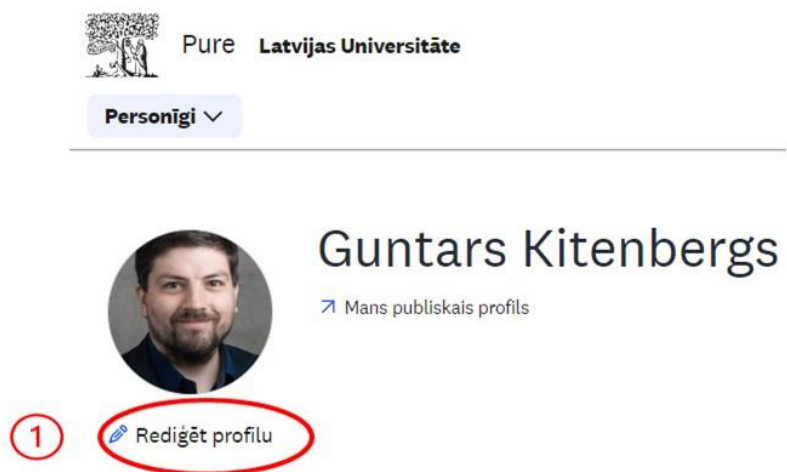 Pure Latvijas Universitāte
Personīgi
Guntars Kitenbergs
Mans publiskais profils
1 Rediģēt profilu